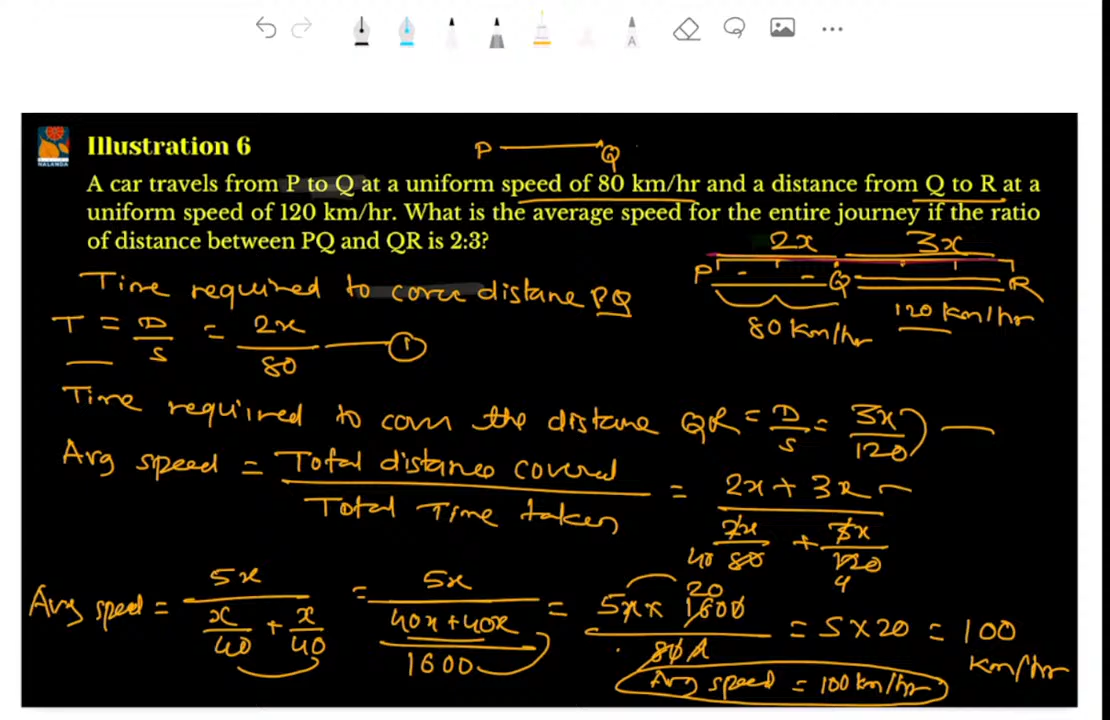 A
Illustration 6
P Q
A car travels from P to Q at a uniform speed of 80 km/hr and a distance from Q to R at a
uniform speed of 120 km/hr. What is the average speed for the entire journey if the ratio
of distance between PQ and QR is 2:3?
2x 3x
P Q R
80 km/hr 120 km/hr
Time required to cover distane PQ
T = D/S = 2x/80 — 1
Time required to covr the distane QR = D/S = 3x/120) —
Avg speed = Total distance covered / Total Time taken = 2x + 3x / 2x/80 + 3x/120
40 4
Avg speed = 5x / x/40 + x/40 = 5x / 40x + 40x / 1600 = 5x x 1600 / 80x = 5 x 20 = 100 km/hr
20
Avg speed = 100 km/hr